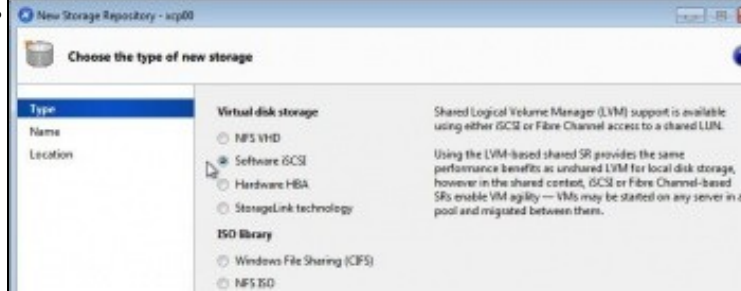 New Storage Repository - xcp00
Choose the type of new storage
Type
Name
Location
Virtual disk storage
NFS VHD
Software iSCSI
Hardware HBA
StorageLink technology
ISO library
Windows File Sharing (CIFS)
NFS ISO
Shared Logical Volume Manager (LVM) support is available
using either iSCSI or Fibre Channel access to a shared LUN.
Using the LVM-based shared SR provides the same
performance benefits as unshared LVM for local disk storage,
however in the shared context, iSCSI or Fibre Channel-based
SRs enable VM agility — VMs may be started on any server in a
pool and migrated between them.